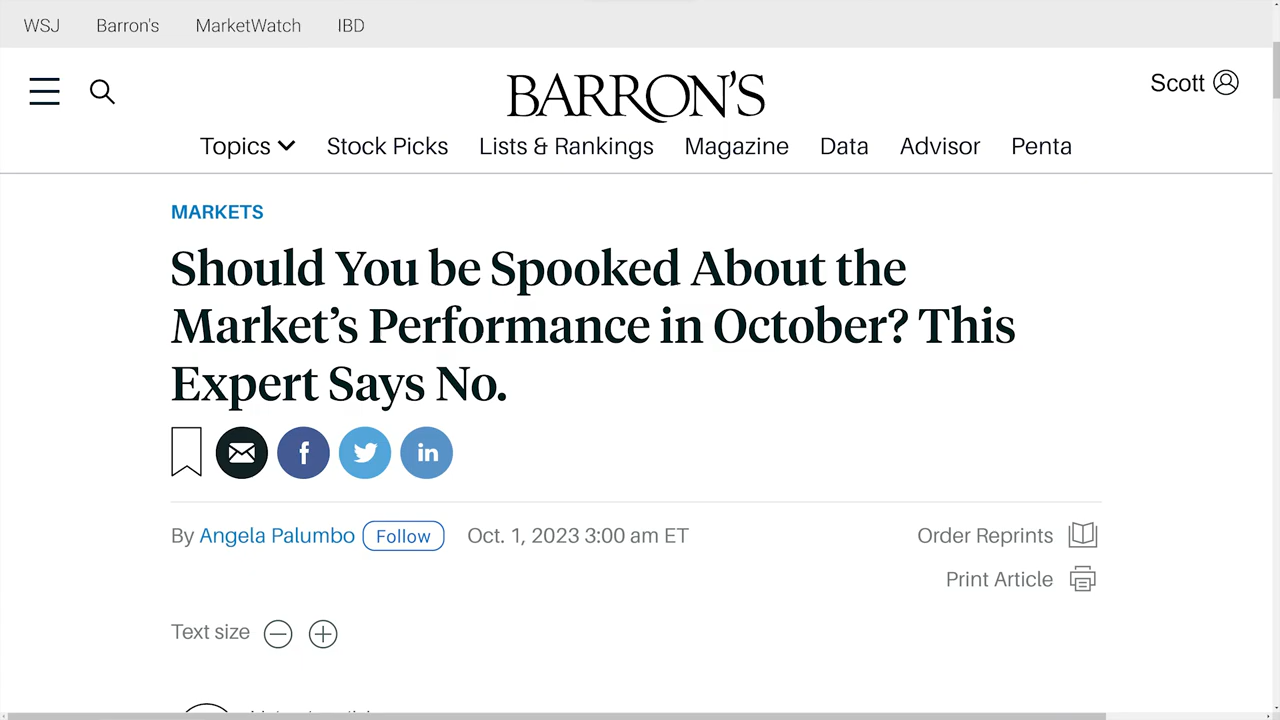 WSJ Barron's MarketWatch IBD
BARRON'S
Scott
Topics Stock Picks Lists & Rankings Magazine Data Advisor Penta
MARKETS
Should You be Spooked About the
Market’s Performance in October? This
Expert Says No.
By Angela Palumbo Follow Oct. 1, 2023 3:00 am ET
Order Reprints
Print Article
Text size